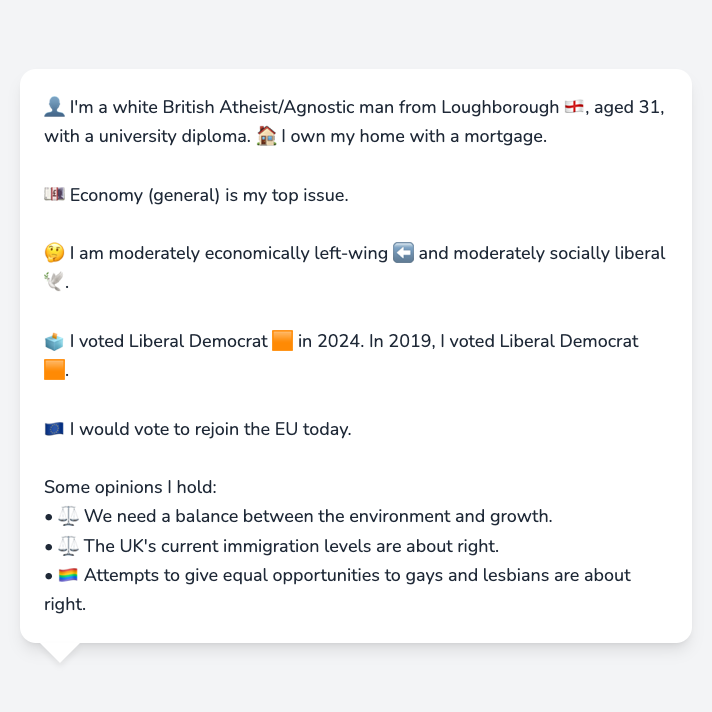 👤 I'm a white British Atheist/Agnostic man from Loughborough 🏴󠁧󠁢󠁥󠁮󠁧󠁿, aged 31,
with a university diploma. 🏠 I own my home with a mortgage.
💷 Economy (general) is my top issue.
🤔 I am moderately economically left-wing ⬅️ and moderately socially liberal
🕊️.
🗳️ I voted Liberal Democrat 🟧 in 2024. In 2019, I voted Liberal Democrat
🟧.
🇪🇺 I would vote to rejoin the EU today.
Some opinions I hold:
• ⚖️ We need a balance between the environment and growth.
• ⚖️ The UK's current immigration levels are about right.
• 🏳️‍🌈 Attempts to give equal opportunities to gays and lesbians are about
right.